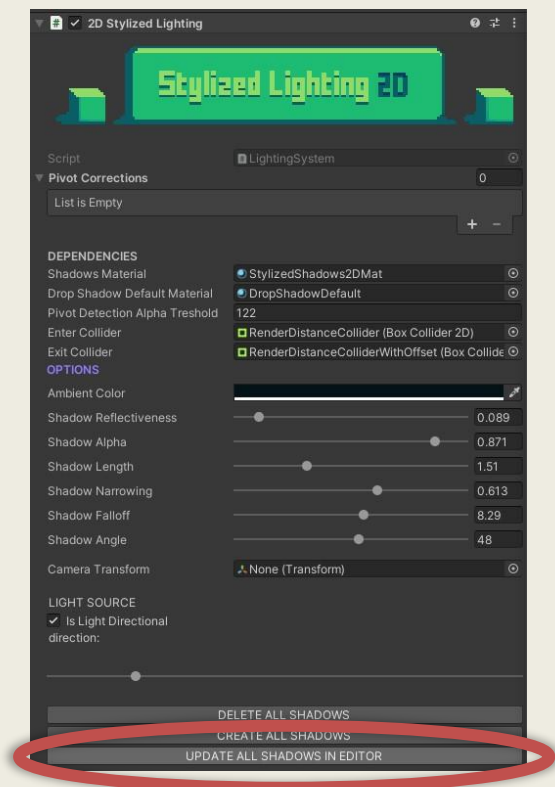 2D Stylized Lighting
Stylized Lighting 2D
Script LightingSystem
Pivot Corrections 0
List is Empty
+ −
DEPENDENCIES
Shadows Material StylizedShadows2DMat
Drop Shadow Default Material DropShadowDefault
Pivot Detection Alpha Treshold 122
Enter Collider RenderDistanceCollider (Box Collider 2D)
Exit Collider RenderDistanceColliderWithOffset (Box Collide
OPTIONS
Ambient Color
Shadow Reflectiveness 0.089
Shadow Alpha 0.871
Shadow Length 1.51
Shadow Narrowing 0.613
Shadow Falloff 8.29
Shadow Angle 48
Camera Transform None (Transform)
LIGHT SOURCE
Is Light Directional
direction:
DELETE ALL SHADOWS
CREATE ALL SHADOWS
UPDATE ALL SHADOWS IN EDITOR